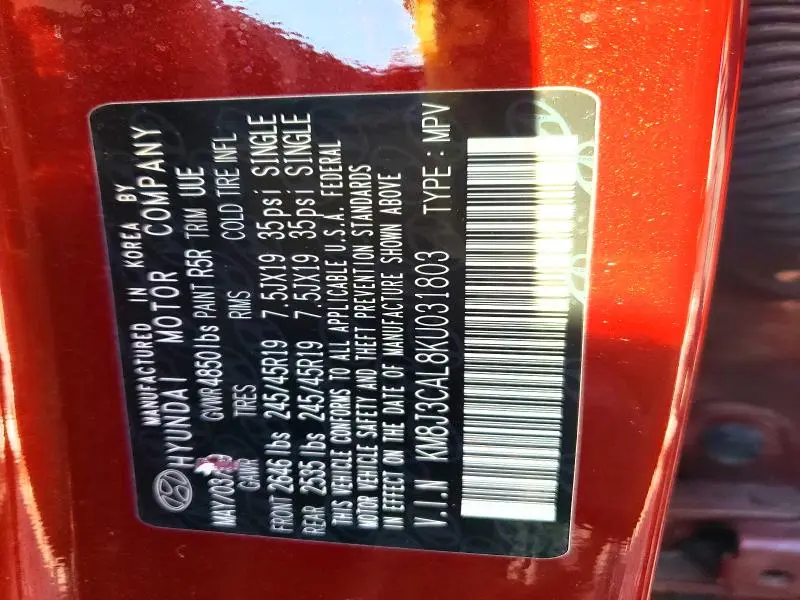 MANUFACTURED IN KOREA BY
HYUNDAI MOTOR COMPANY
MAY/03/ GVWR 4850 lbs PAINT R5R TRIM UUE
GAWR TIRES RIMS COLD TIRE INFL
FRONT 2646 lbs 245/45R19 7.5JX19 35psi SINGLE
REAR 2535 lbs 245/45R19 7.5JX19 35psi SINGLE
THIS VEHICLE CONFORMS TO ALL APPLICABLE U.S.A. FEDERAL
MOTOR VEHICLE SAFETY AND THEFT PREVENTION STANDARDS
IN EFFECT ON THE DATE OF MANUFACTURE SHOWN ABOVE
V.I.N KM8J3CAL8KU031803 TYPE : MPV